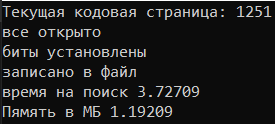 Текущая кодовая страница: 1251
все открыто
биты установлены
записано в файл
время на поиск 3.72709
Пямять в МБ 1.19209